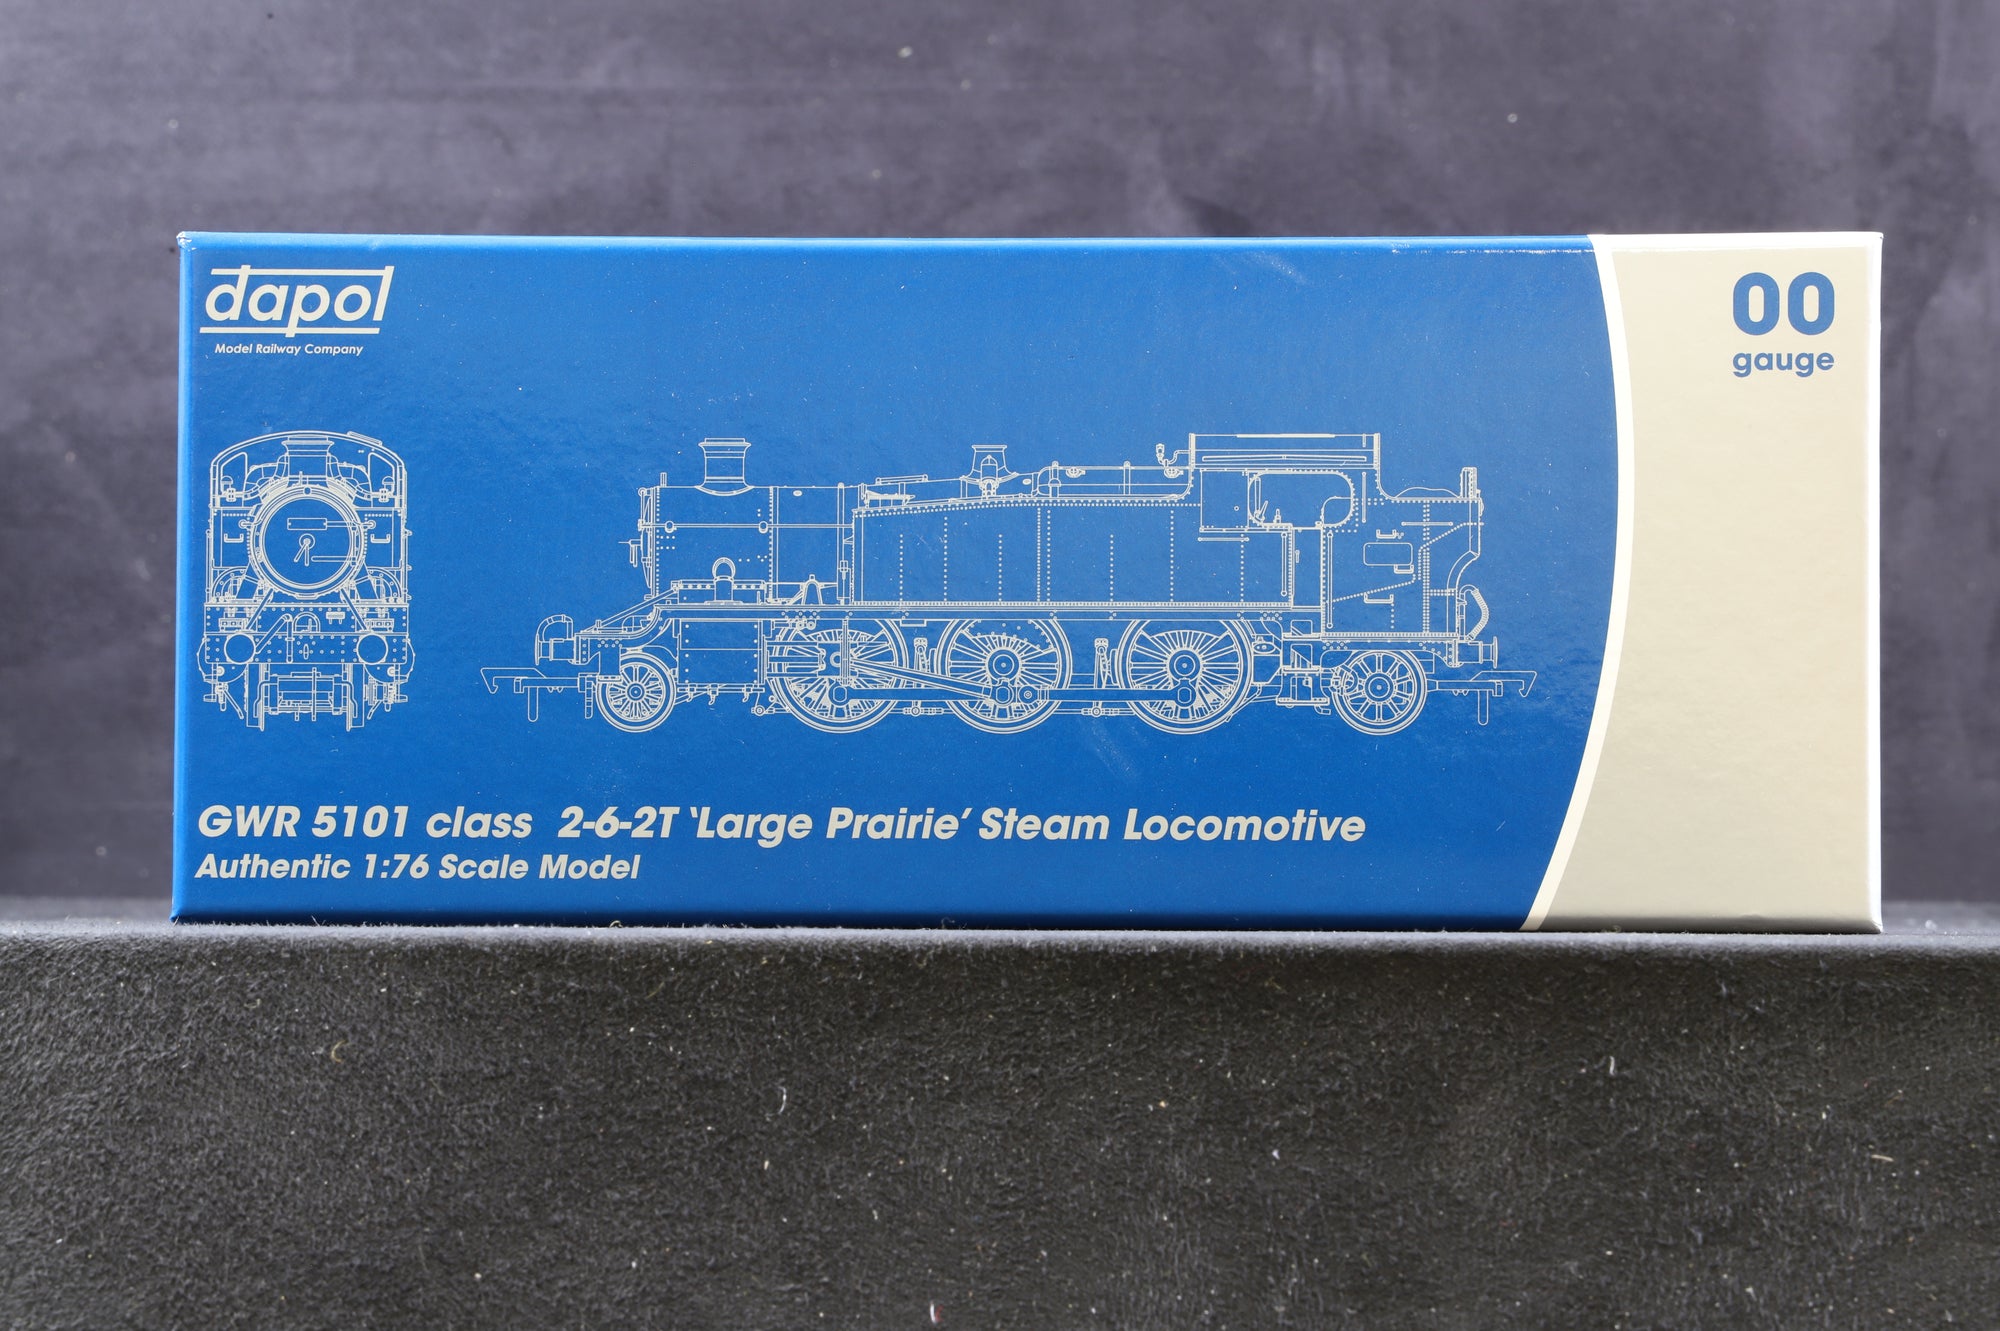 dapol
Model Railway Company
00
gauge
GWR 5101 class 2-6-2T 'Large Prairie' Steam Locomotive
Authentic 1:76 Scale Model